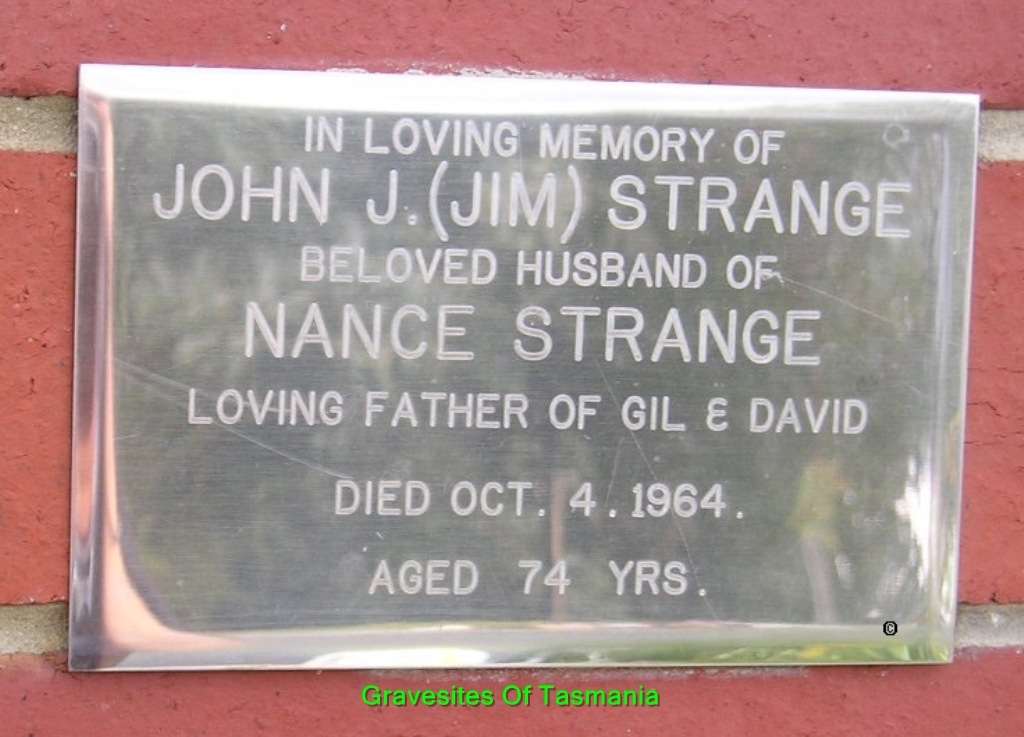 IN LOVING MEMORY OF
JOHN J. (JIM) STRANGE
BELOVED HUSBAND OF
NANCE STRANGE
LOVING FATHER OF GIL & DAVID
DIED OCT. 4. 1964.
AGED 74 YRS.
©
Gravesites Of Tasmania